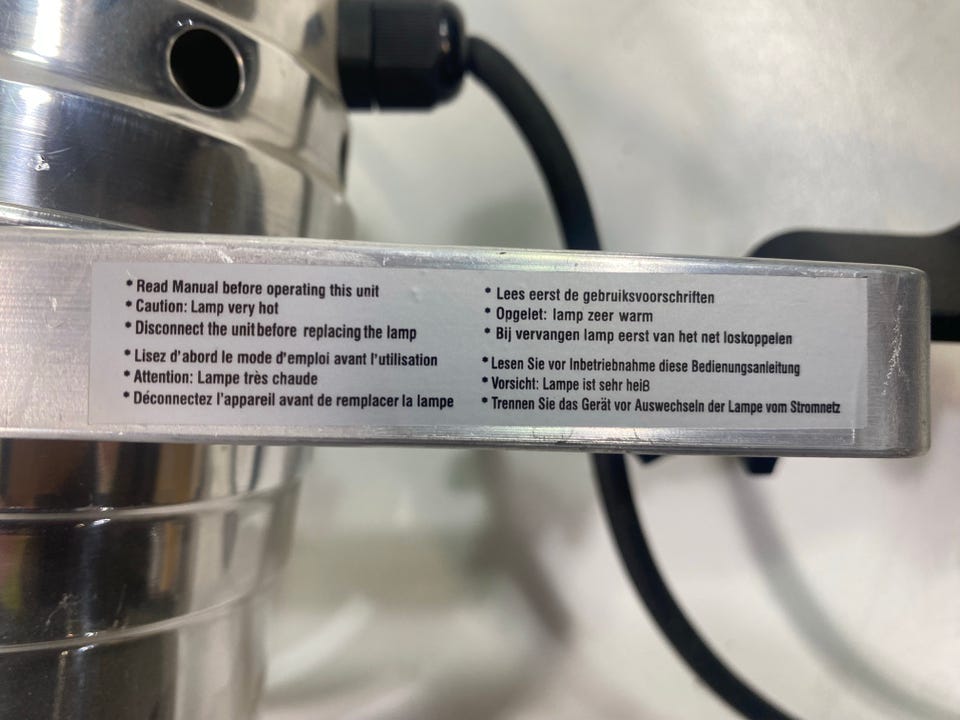 * Read Manual before operating this unit
* Caution: Lamp very hot
* Disconnect the unit before replacing the lamp
* Lisez d'abord le mode d'emploi avant l'utilisation
* Attention: Lampe très chaude
* Déconnectez l'appareil avant de remplacer la lampe
* Lees eerst de gebruiksvoorschriften
* Opgelet: lamp zeer warm
* Bij vervangen lamp eerst van het net loskoppelen
* Lesen Sie vor Inbetriebnahme diese Bedienungsanleitung
* Vorsicht: Lampe ist sehr heiß
* Trennen Sie das Gerät vor Auswechseln der Lampe vom Stromnetz